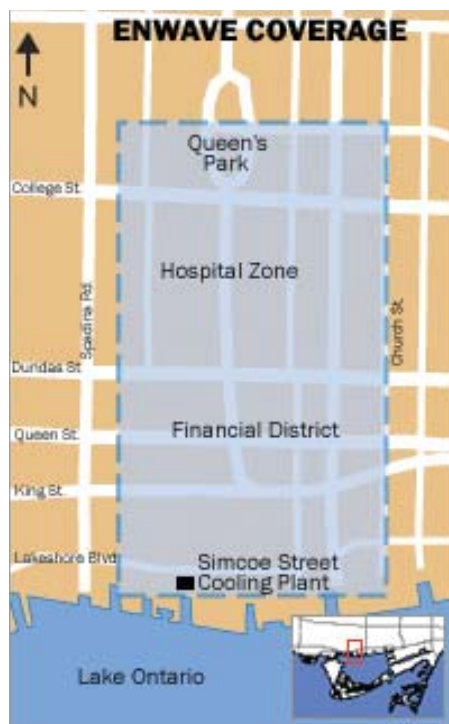 ENWAVE COVERAGE
N
Queen's
Park
College St.
Hospital Zone
Spadina Rd.
Church St.
Dundas St.
Financial District
Queen St.
King St.
Lakeshore Blvd
Simcoe Street
Cooling Plant
Lake Ontario